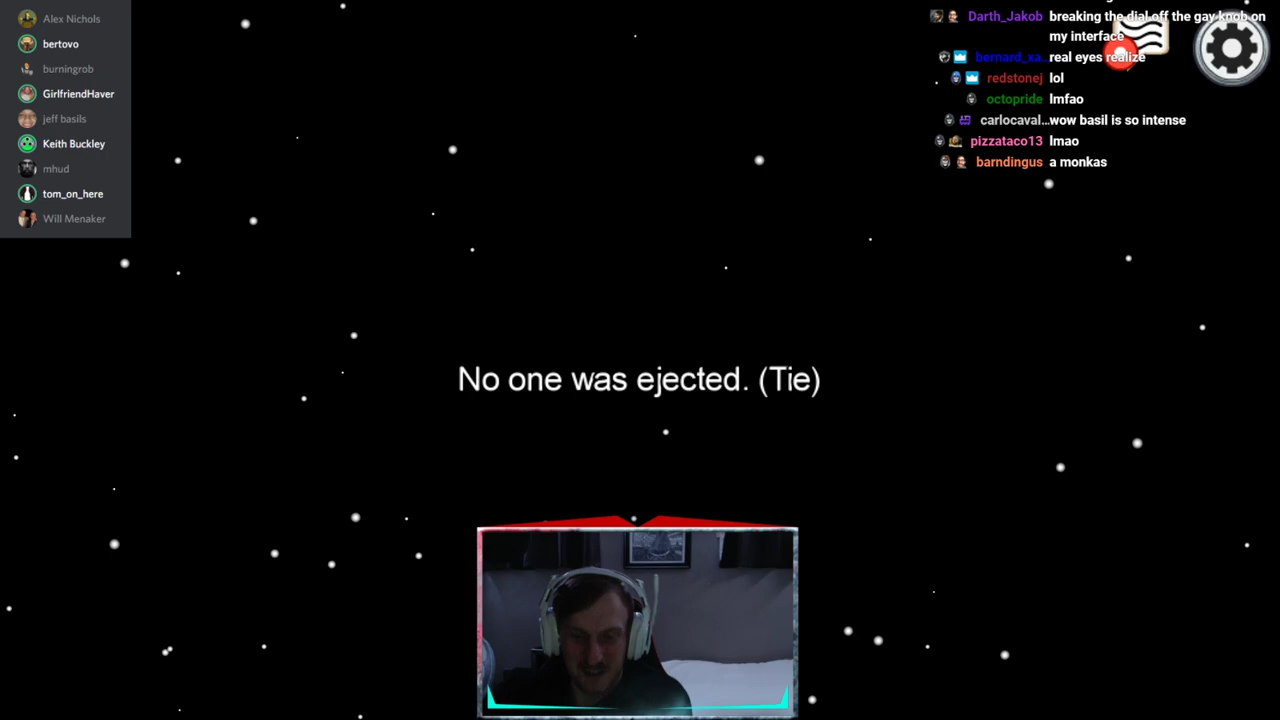 Alex Nichols
bertovo
burningrob
GirlfriendHaver
jeff basils
Keith Buckley
mhud
tom_on_here
Will Menaker
Darth_Jakob breaking the dial off the gay knob on
my interface
bernard_xa... real eyes realize
redstonej lol
octopride lmfao
carlocaval... wow basil is so intense
pizzataco13 lmao
barndingus a monkas
No one was ejected. (Tie)